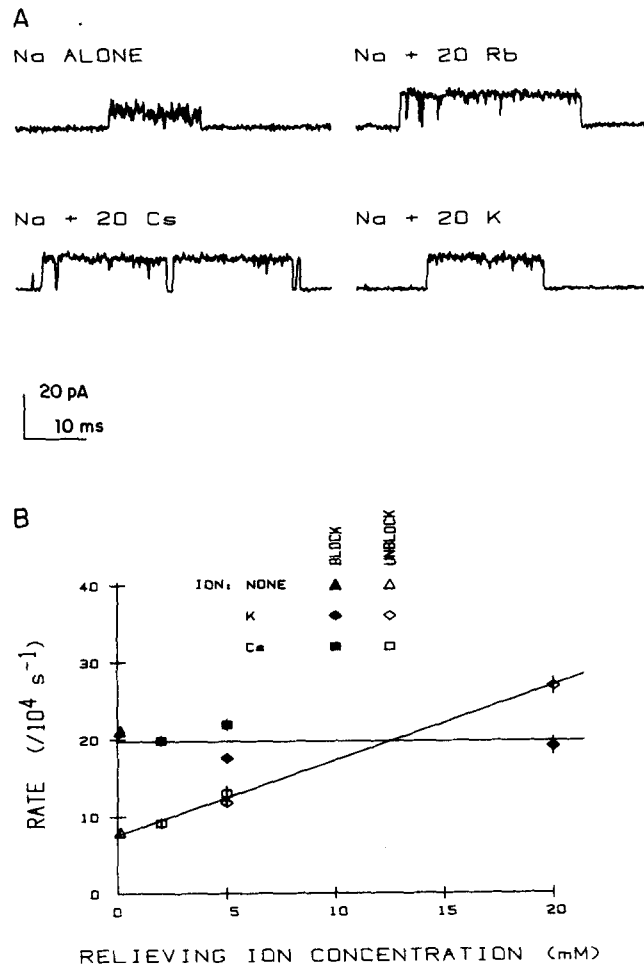 A
Na ALONE
Na + 20 Rb
Na + 20 Cs
Na + 20 K
20 pA
10 ms
B
BLOCK
UNBLOCK
ION: NONE
K
Cs
RATE (/10⁴ s⁻¹)
40
30
20
10
0
0 5 10 15 20
RELIEVING ION CONCENTRATION (mM)